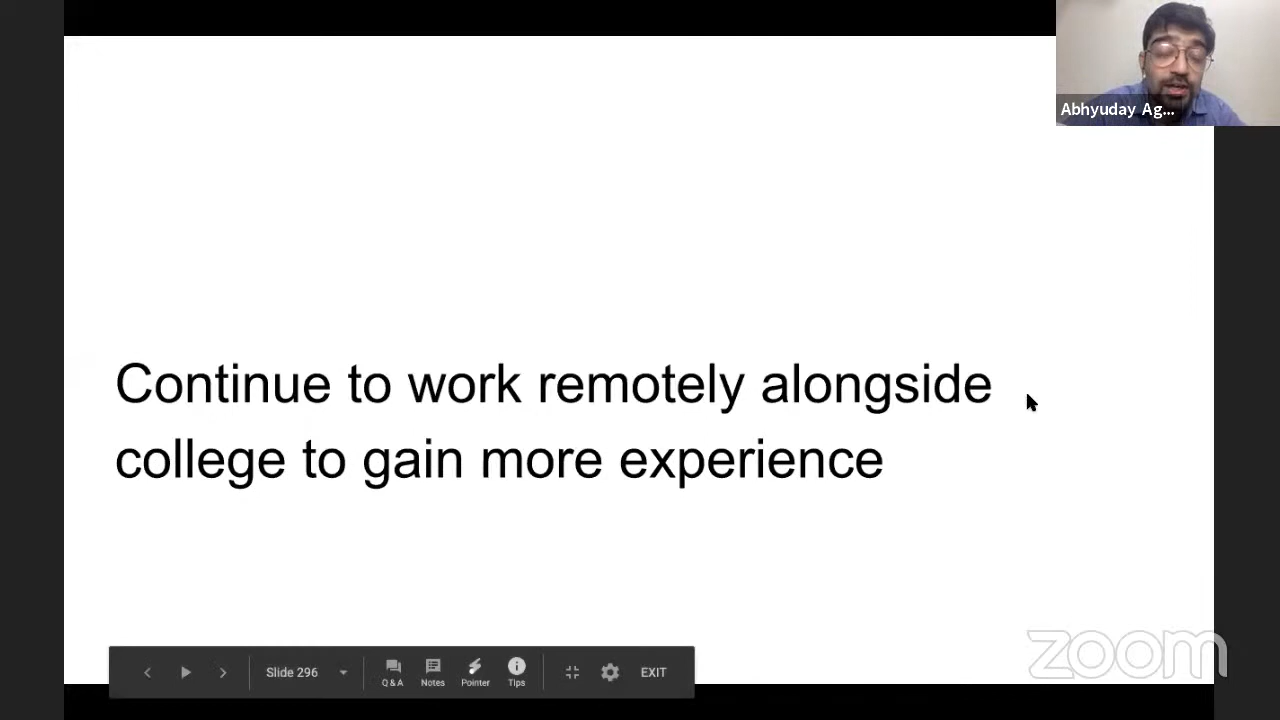 Abhyuday Ag...
Continue to work remotely alongside
college to gain more experience
Slide 296
Q & A
Notes
Pointer
Tips
EXIT
zoom